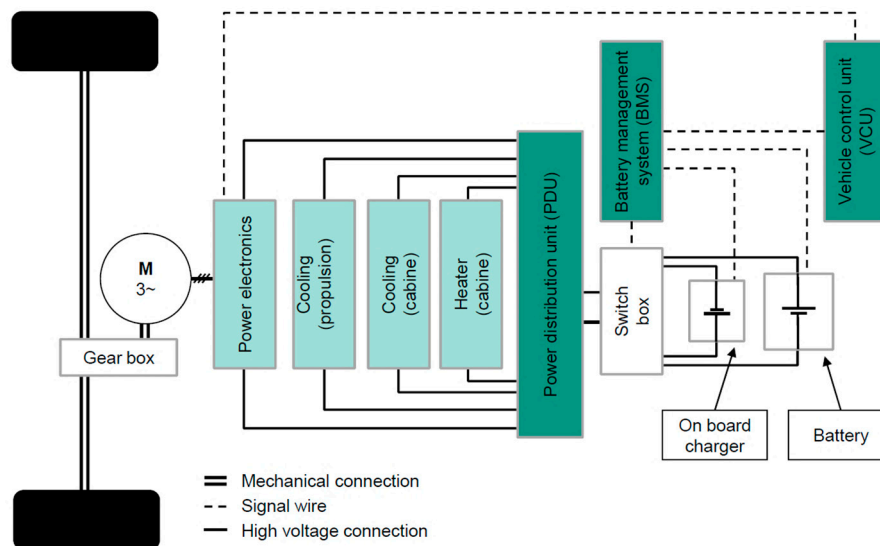 M
3~
Gear box
Power electronics
Cooling
(propulsion)
Cooling
(cabine)
Heater
(cabine)
Power distribution unit (PDU)
Battery management
system (BMS)
Vehicle control unit
(VCU)
Switch
box
On board
charger
Battery
Mechanical connection
Signal wire
High voltage connection